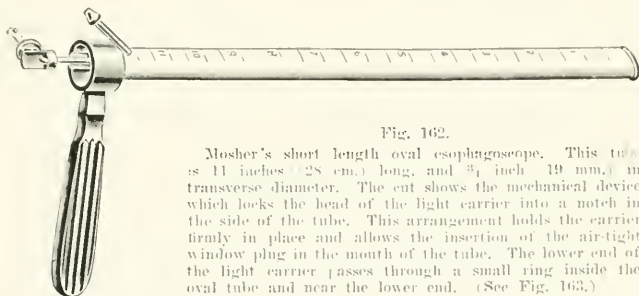 Fig. 162.
Mosher's short length oval esophagoscope. This
is 11 inches (28 cm.) long, and ¾ inch 19 mm.) in
transverse diameter. The cut shows the mechanical device
which locks the head of the light carrier into a notch in
the side of the tube. This arrangement holds the carrier
firmly in place and allows the insertion of the air-tight
window plug in the mouth of the tube. The lower end of
the light carrier passes through a small ring inside the
oval tube and near the lower end. (See Fig. 163.)